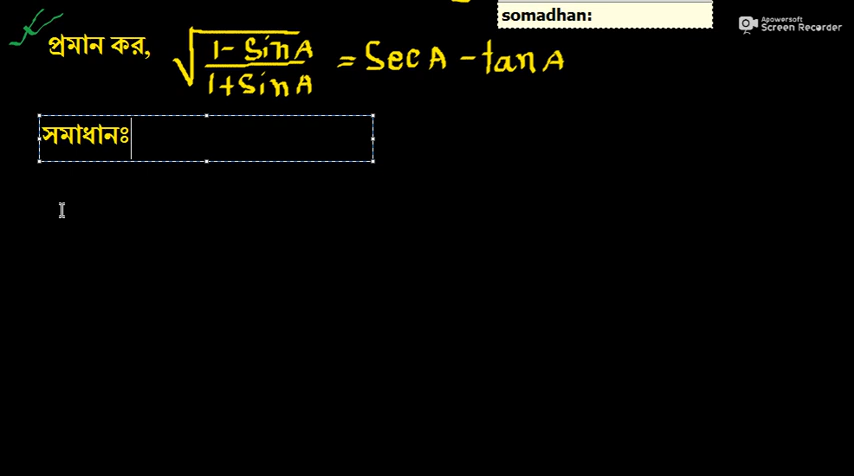 somadhan:
Apowersoft
Screen Recorder
প্রমান কর, √((1 - sinA)/(1+sinA)) = SecA - tanA
সমাধানঃ